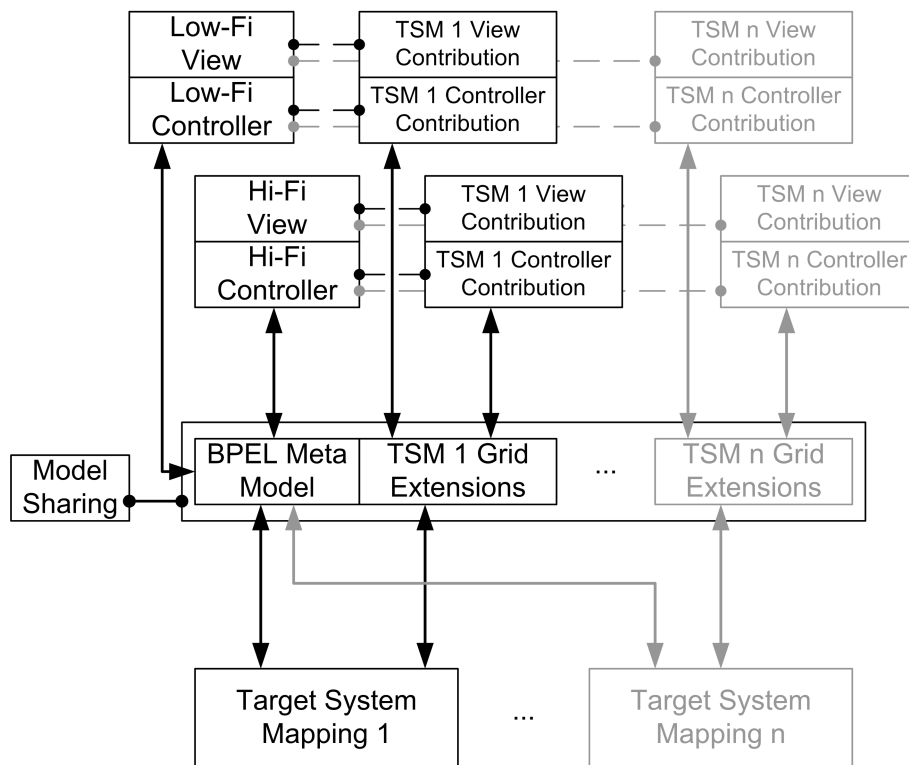 Low-Fi
View
TSM 1 View
Contribution
TSM n View
Contribution
Low-Fi
Controller
TSM 1 Controller
Contribution
TSM n Controller
Contribution
Hi-Fi
View
TSM 1 View
Contribution
TSM n View
Contribution
Hi-Fi
Controller
TSM 1 Controller
Contribution
TSM n Controller
Contribution
Model
Sharing
BPEL Meta
Model
TSM 1 Grid
Extensions
...
TSM n Grid
Extensions
Target System
Mapping 1
...
Target System
Mapping n